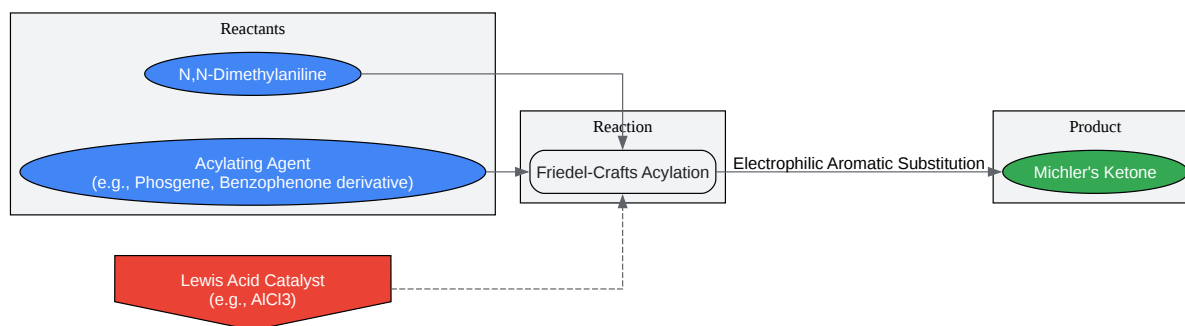 Reactants
N,N-Dimethylaniline
Acylating Agent
(e.g., Phosgene, Benzophenone derivative)
Reaction
Friedel-Crafts Acylation
Electrophilic Aromatic Substitution
Product
Michler's Ketone
Lewis Acid Catalyst
(e.g., AlCl3)